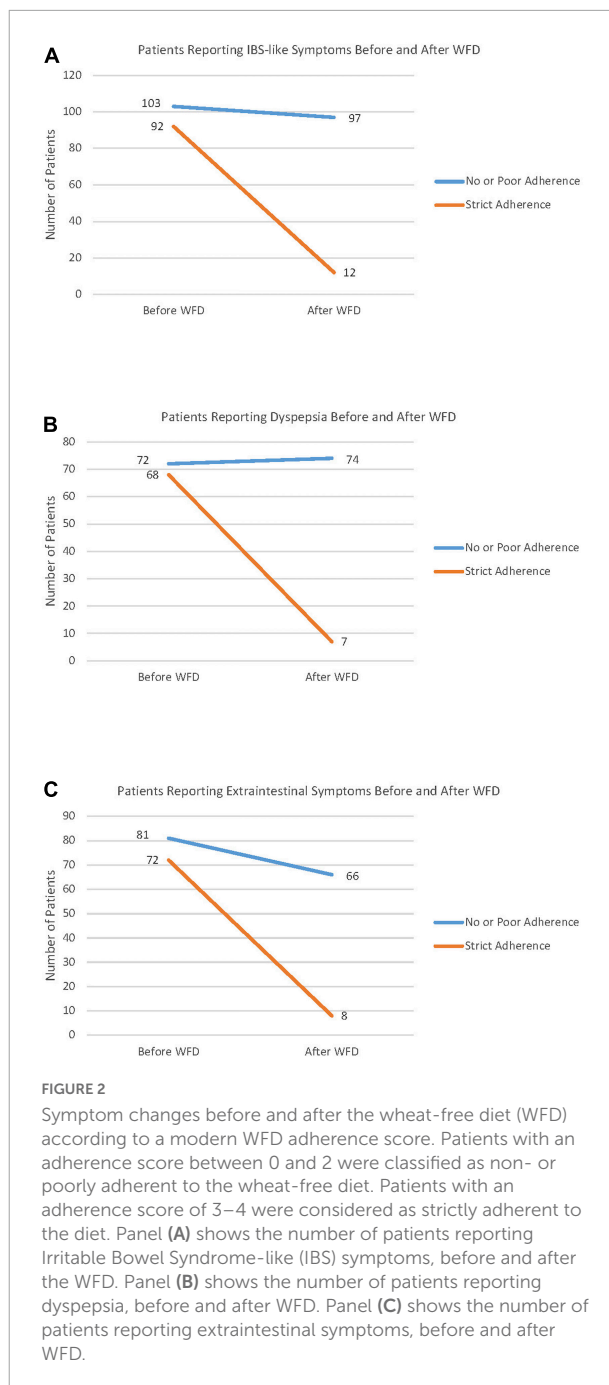 A
Patients Reporting IBS-like Symptoms Before and After WFD
120
100
80
60
40
20
0
Number of Patients
103
92
97
12
Before WFD
After WFD
No or Poor Adherence
Strict Adherence
B
Patients Reporting Dyspepsia Before and After WFD
80
70
60
50
40
30
20
10
0
Number of Patients
72
68
74
7
Before WFD
After WFD
No or Poor Adherence
Strict Adherence
C
Patients Reporting Extraintestinal Symptoms Before and After WFD
90
80
70
60
50
40
30
20
10
0
Number of Patients
81
72
66
8
Before WFD
After WFD
No or Poor Adherence
Strict Adherence
FIGURE 2
Symptom changes before and after the wheat-free diet (WFD)
according to a modern WFD adherence score. Patients with an
adherence score between 0 and 2 were classified as non- or
poorly adherent to the wheat-free diet. Patients with an
adherence score of 3–4 were considered as strictly adherent to
the diet. Panel (A) shows the number of patients reporting
Irritable Bowel Syndrome-like (IBS) symptoms, before and after
the WFD. Panel (B) shows the number of patients reporting
dyspepsia, before and after WFD. Panel (C) shows the number of
patients reporting extraintestinal symptoms, before and after
WFD.